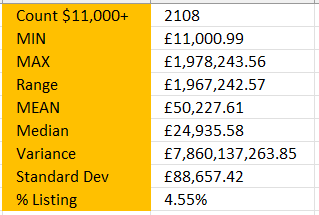 Count $11,000+ 2108
MIN £11,000.99
MAX £1,978,243.56
Range £1,967,242.57
MEAN £50,227.61
Median £24,935.58
Variance £7,860,137,263.85
Standard Dev £88,657.42
% Listing 4.55%